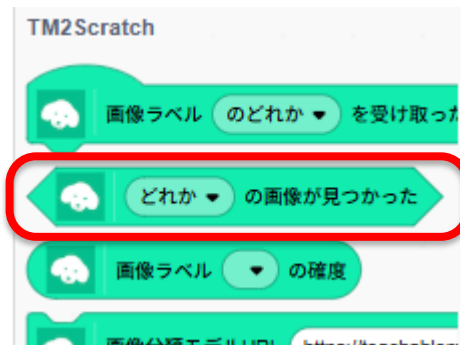 TM2Scratch
画像ラベル のどれか を受け取った
どれか の画像が見つかった
画像ラベル の確度
画像分類モデルURL